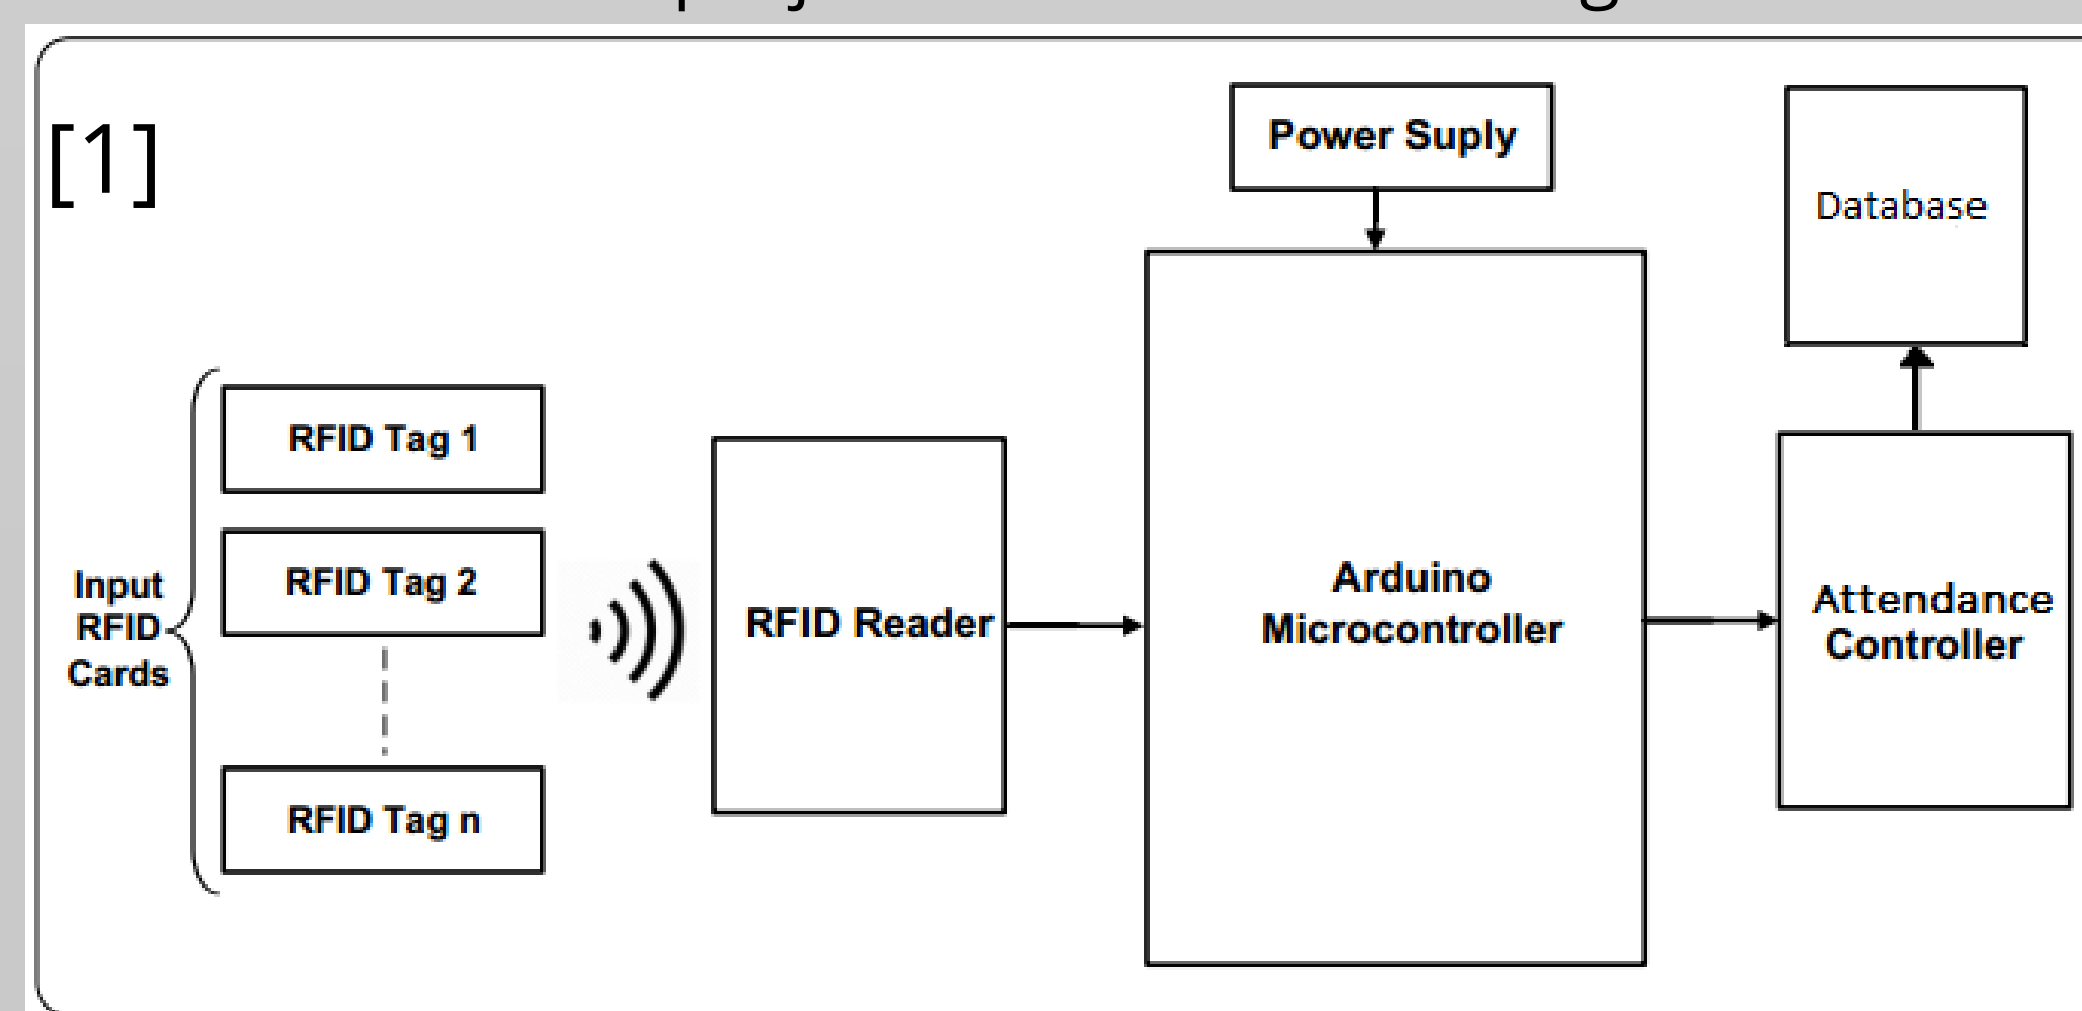 [1]
Power Suply
Database
RFID Tag 1
RFID Tag 2
RFID Tag n
Input
RFID
Cards
RFID Reader
Arduino
Microcontroller
Attendance
Controller